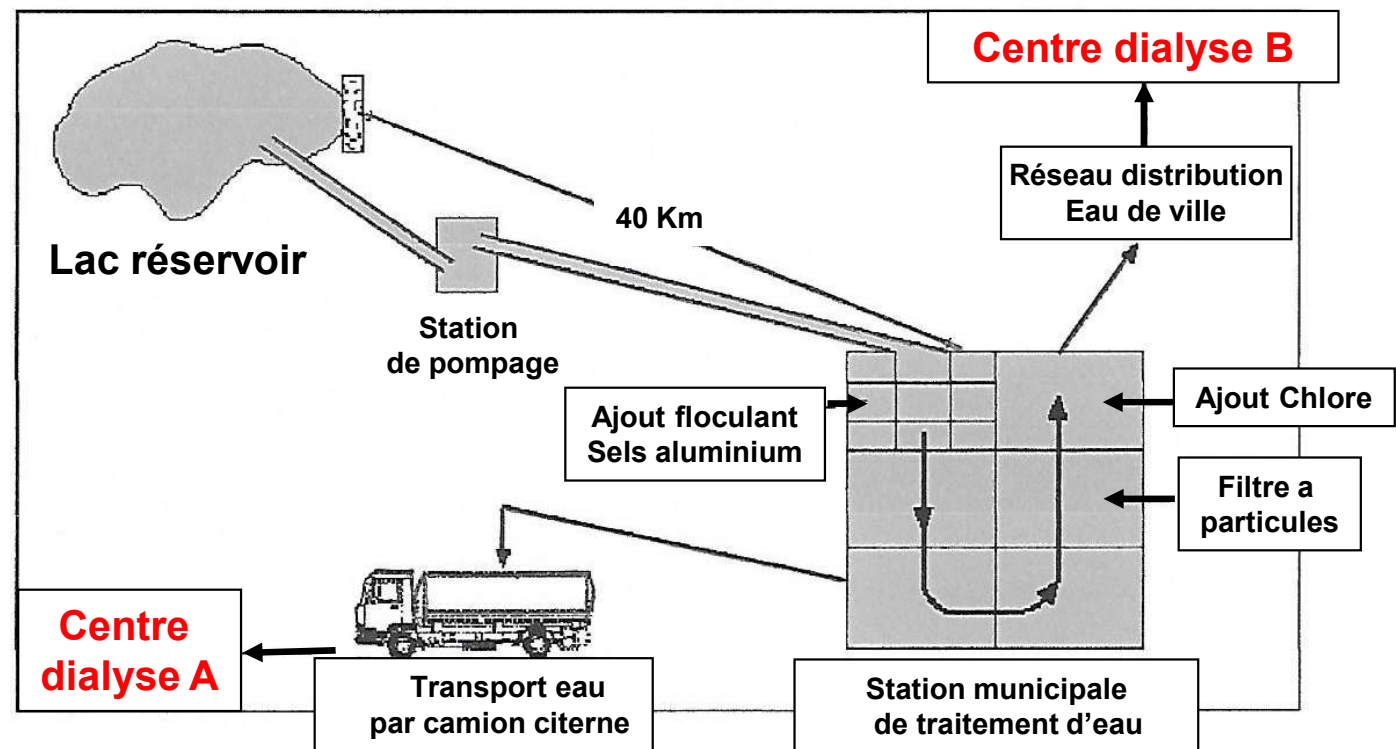 Centre dialyse B
Réseau distribution
Eau de ville
40 Km
Lac réservoir
Station
de pompage
Ajout floculant
Sels aluminium
Ajout Chlore
Filtre a
particules
Centre
dialyse A
Transport eau
par camion citerne
Station municipale
de traitement d’eau